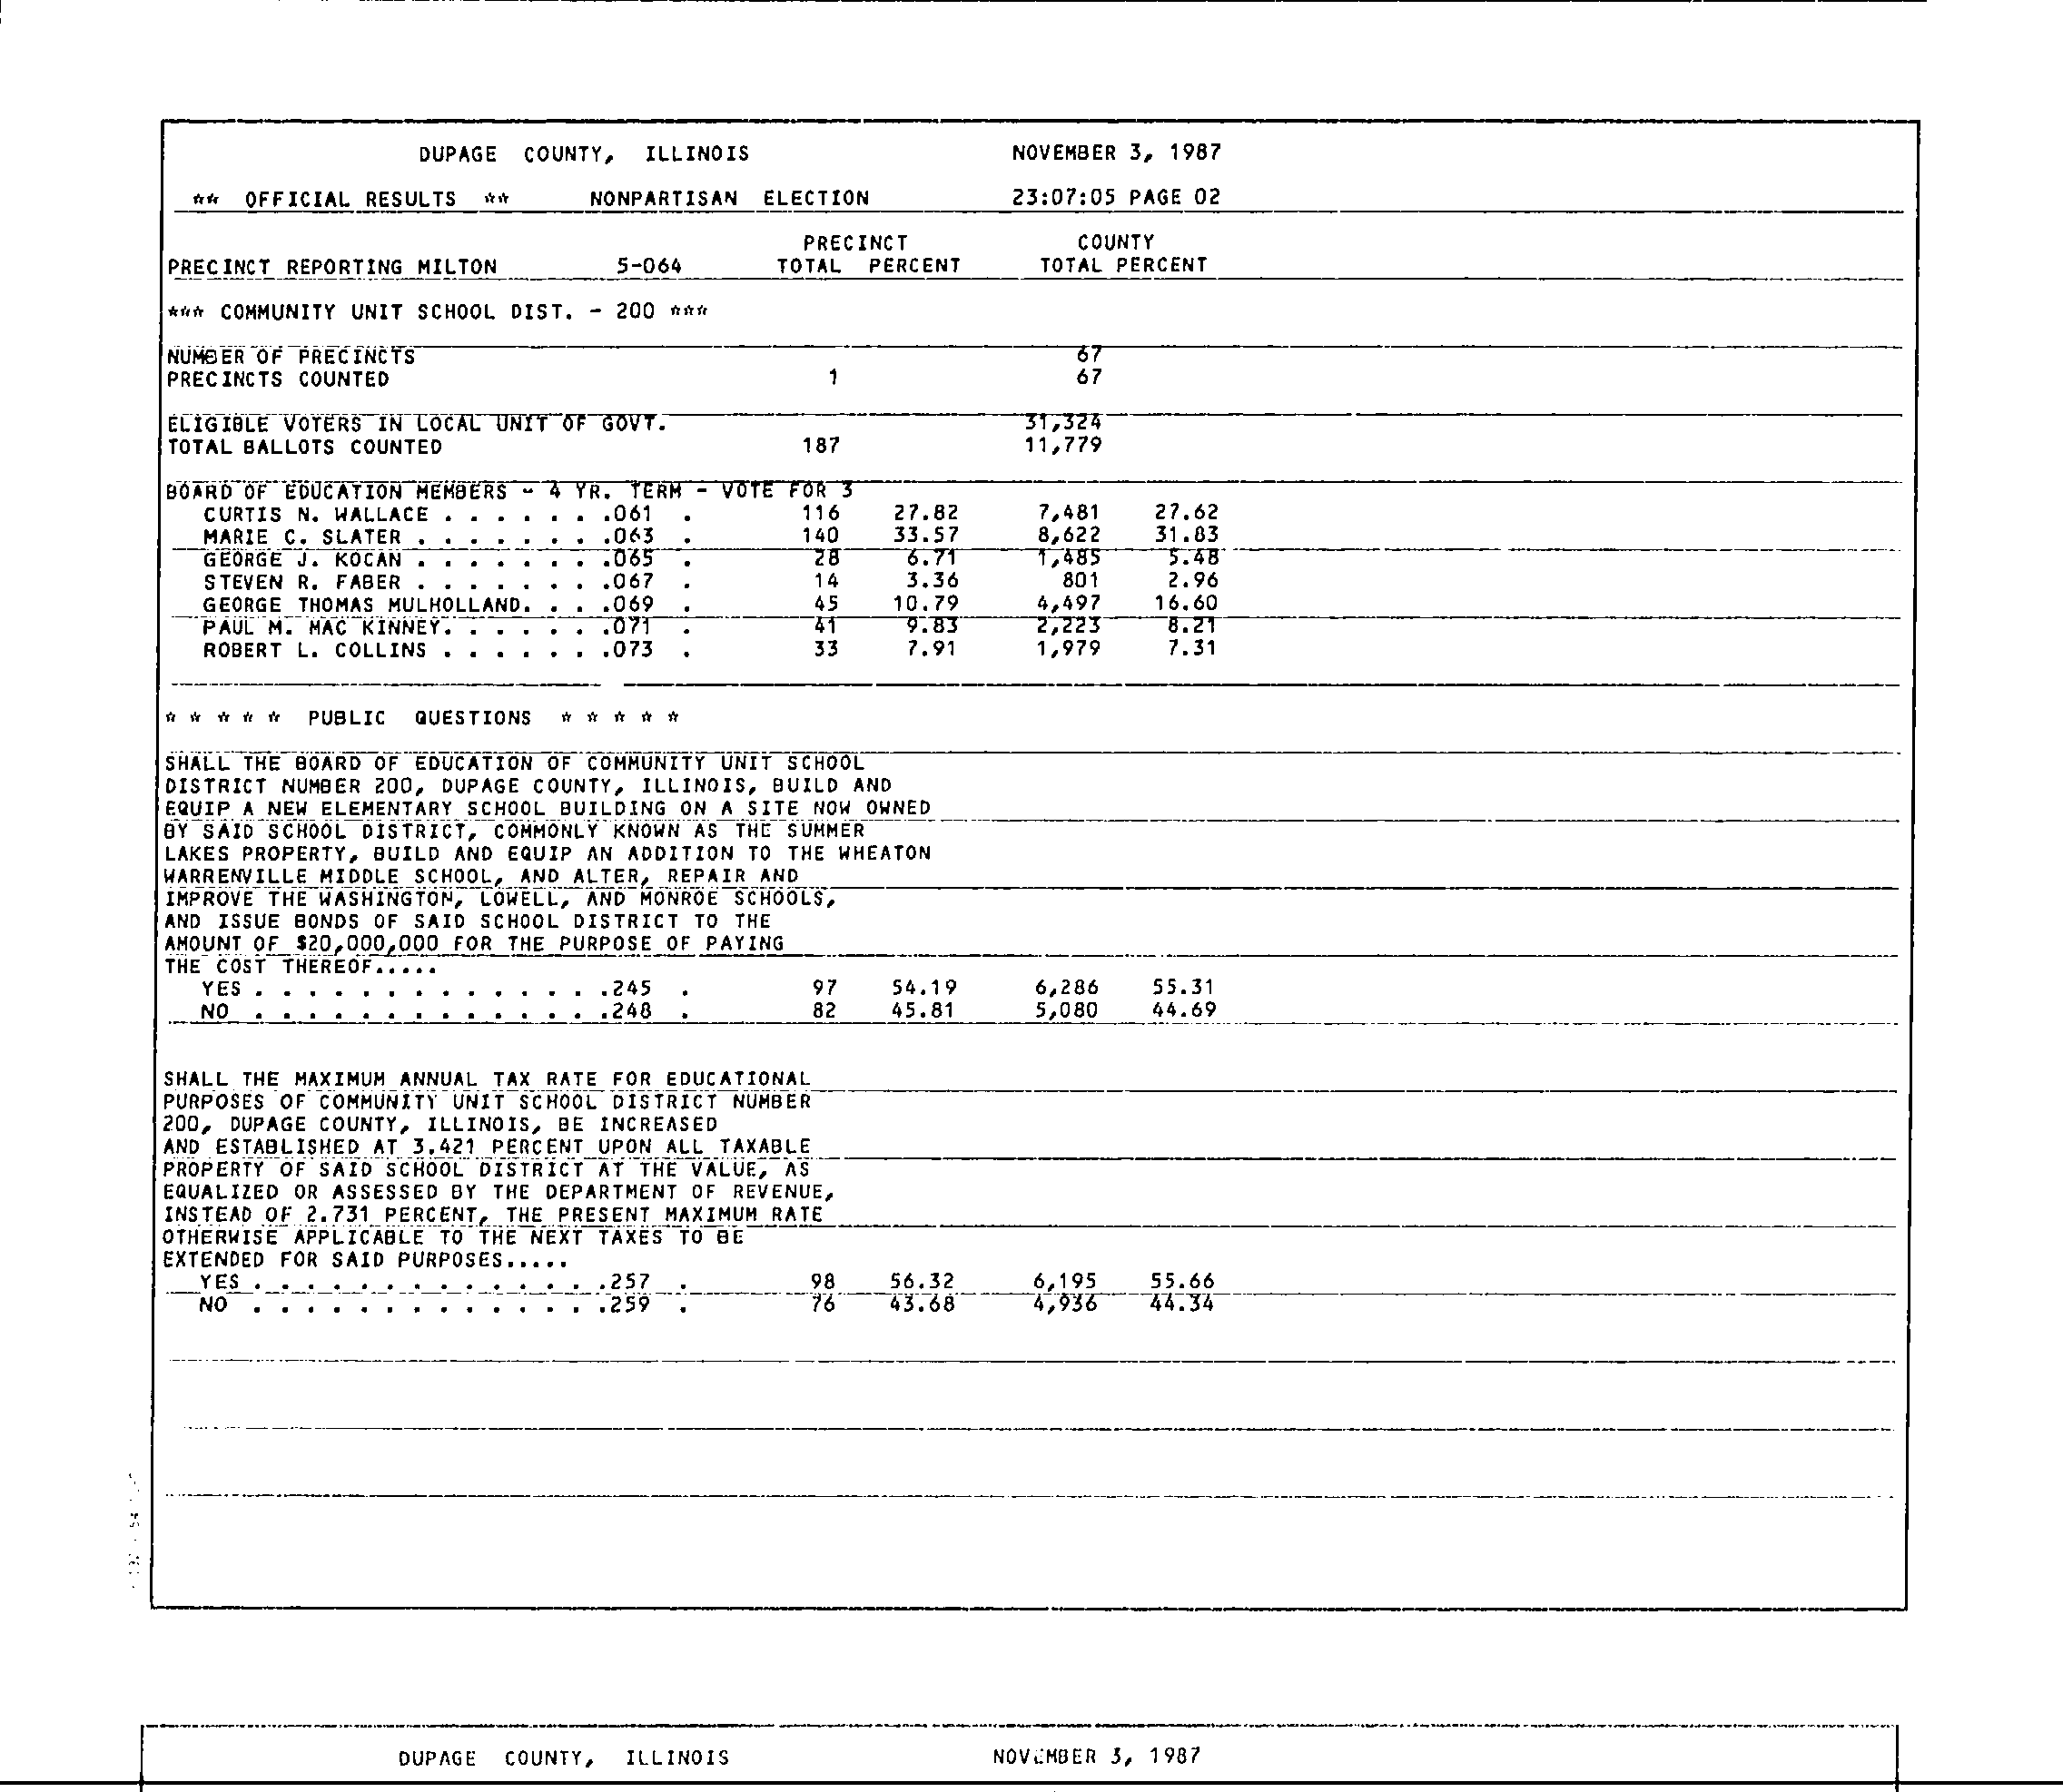 DUPAGE COUNTY, ILLINOIS NOVEMBER 3, 1987
** OFFICIAL RESULTS ** NONPARTISAN ELECTION 23:07:05 PAGE 02
PRECINCT COUNTY
PRECINCT REPORTING MILTON 5-064 TOTAL PERCENT TOTAL PERCENT
*** COMMUNITY UNIT SCHOOL DIST. - 200 ***
NUMBER OF PRECINCTS 67
PRECINCTS COUNTED 1 67
ELIGIBLE VOTERS IN LOCAL UNIT OF GOVT. 31,324
TOTAL BALLOTS COUNTED 187 11,779
BOARD OF EDUCATION MEMBERS - 4 YR. TERM - VOTE FOR 3
CURTIS N. WALLACE . . . . . . .061 . 116 27.82 7,481 27.62
MARIE C. SLATER . . . . . . . .063 . 140 33.57 8,622 31.83
GEORGE J. KOCAN . . . . . . . .065 . 28 6.71 1,485 5.48
STEVEN R. FABER . . . . . . . .067 . 14 3.36 801 2.96
GEORGE THOMAS MULHOLLAND. . . .069 . 45 10.79 4,497 16.60
PAUL M. MAC KINNEY. . . . . . .071 . 41 9.83 2,223 8.21
ROBERT L. COLLINS . . . . . . .073 . 33 7.91 1,979 7.31
* * * * * PUBLIC QUESTIONS * * * * *
SHALL THE BOARD OF EDUCATION OF COMMUNITY UNIT SCHOOL
DISTRICT NUMBER 200, DUPAGE COUNTY, ILLINOIS, BUILD AND
EQUIP A NEW ELEMENTARY SCHOOL BUILDING ON A SITE NOW OWNED
BY SAID SCHOOL DISTRICT, COMMONLY KNOWN AS THE SUMMER
LAKES PROPERTY, BUILD AND EQUIP AN ADDITION TO THE WHEATON
WARRENVILLE MIDDLE SCHOOL, AND ALTER, REPAIR AND
IMPROVE THE WASHINGTON, LOWELL, AND MONROE SCHOOLS,
AND ISSUE BONDS OF SAID SCHOOL DISTRICT TO THE
AMOUNT OF $20,000,000 FOR THE PURPOSE OF PAYING
THE COST THEREOF.....
YES . . . . . . . . . . . . . .245 . 97 54.19 6,286 55.31
NO . . . . . . . . . . . . . .248 . 82 45.81 5,080 44.69
SHALL THE MAXIMUM ANNUAL TAX RATE FOR EDUCATIONAL
PURPOSES OF COMMUNITY UNIT SCHOOL DISTRICT NUMBER
200, DUPAGE COUNTY, ILLINOIS, BE INCREASED
AND ESTABLISHED AT 3.421 PERCENT UPON ALL TAXABLE
PROPERTY OF SAID SCHOOL DISTRICT AT THE VALUE, AS
EQUALIZED OR ASSESSED BY THE DEPARTMENT OF REVENUE,
INSTEAD OF 2.731 PERCENT, THE PRESENT MAXIMUM RATE
OTHERWISE APPLICABLE TO THE NEXT TAXES TO BE
EXTENDED FOR SAID PURPOSES.....
YES . . . . . . . . . . . . . .257 . 98 56.32 6,195 55.66
NO . . . . . . . . . . . . . .259 . 76 43.68 4,936 44.34
DUPAGE COUNTY, ILLINOIS NOVEMBER 3, 1987